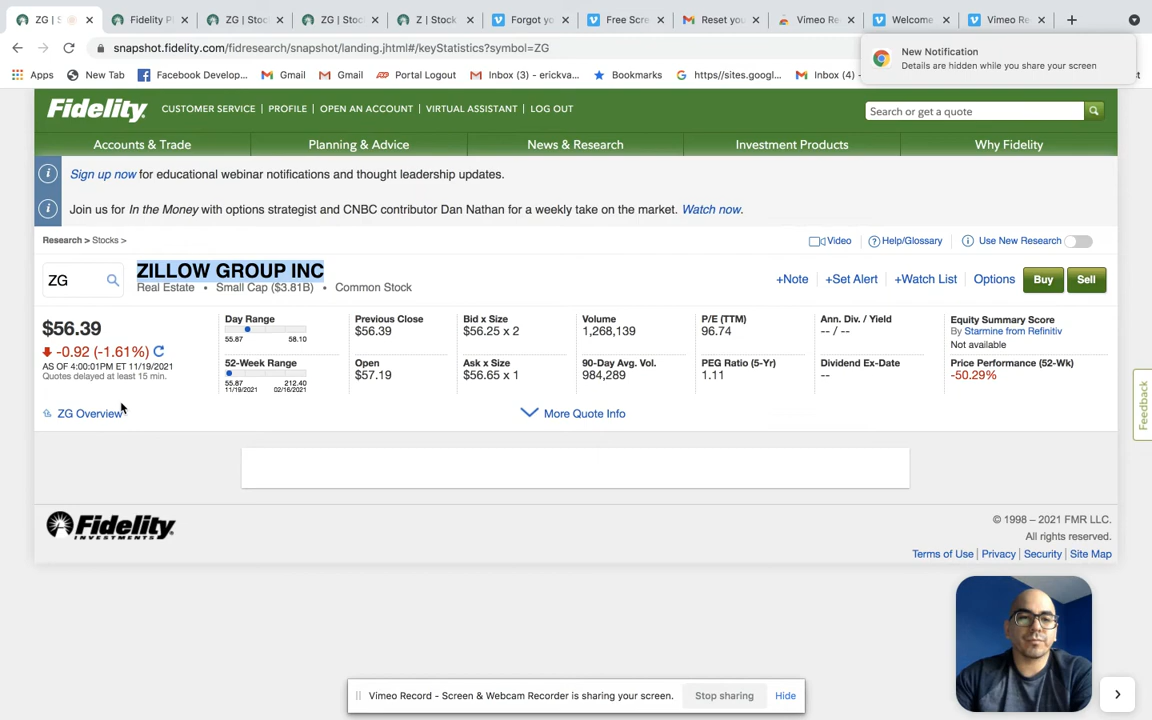 ZG
Fidelity Pl
ZG | Stoc
ZG | Stoc
Z | Stock
Forgot yo
Free Scre
Reset you
Vimeo Re
Welcome
Vimeo Re
snapshot.fidelity.com/fidresearch/snapshot/landing.jhtml#/keyStatistics?symbol=ZG
New Notification
Details are hidden while you share your screen
Apps
New Tab
Facebook Develop...
Gmail
Gmail
Portal Logout
Inbox (3) - erickva...
Bookmarks
https//sites.googl...
Inbox (4)
Fidelity
CUSTOMER SERVICE | PROFILE | OPEN AN ACCOUNT | VIRTUAL ASSISTANT | LOG OUT
Search or get a quote
Accounts & Trade
Planning & Advice
News & Research
Investment Products
Why Fidelity
Sign up now for educational webinar notifications and thought leadership updates.
Join us for In the Money with options strategist and CNBC contributor Dan Nathan for a weekly take on the market. Watch now.
Research > Stocks >
Video
Help/Glossary
Use New Research
ZG
ZILLOW GROUP INC
Real Estate • Small Cap ($3.81B) • Common Stock
+Note
+Set Alert
+Watch List
Options
Buy
Sell
$56.39
-0.92 (-1.61%)
AS OF 4:00:01PM ET 11/19/2021
Quotes delayed at least 15 min.
Day Range
55.87 58.10
52-Week Range
55.87 212.40
11/19/2021 02/16/2021
Previous Close
$56.39
Open
$57.19
Bid x Size
$56.25 x 2
Ask x Size
$56.65 x 1
Volume
1,268,139
90-Day Avg. Vol.
984,289
P/E (TTM)
96.74
PEG Ratio (5-Yr)
1.11
Ann. Div. / Yield
-- / --
Dividend Ex-Date
--
Equity Summary Score
By Starmine from Refinitiv
Not available
Price Performance (52-Wk)
-50.29%
ZG Overview
More Quote Info
Feedback
Fidelity
INVESTMENTS
© 1998 – 2021 FMR LLC.
All rights reserved.
Terms of Use | Privacy | Security | Site Map
Vimeo Record - Screen & Webcam Recorder is sharing your screen.
Stop sharing
Hide